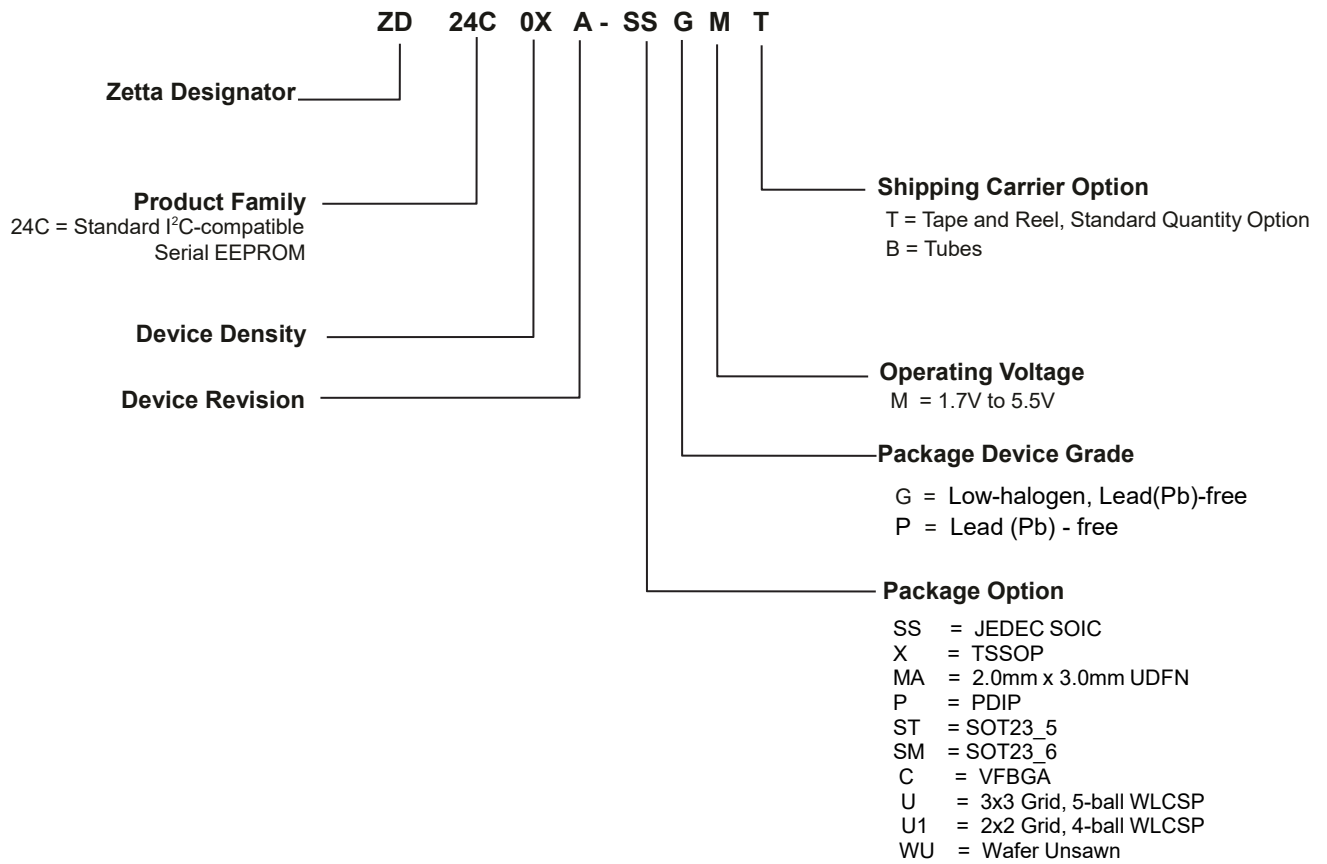 ZD 24C 0X A - SS G M T
Zetta Designator
Product Family
24C = Standard I²C-compatible
Serial EEPROM
Device Density
Device Revision
Shipping Carrier Option
T = Tape and Reel, Standard Quantity Option
B = Tubes
Operating Voltage
M = 1.7V to 5.5V
Package Device Grade
G = Low-halogen, Lead(Pb)-free
P = Lead (Pb) - free
Package Option
SS = JEDEC SOIC
X = TSSOP
MA = 2.0mm x 3.0mm UDFN
P = PDIP
ST = SOT23_5
SM = SOT23_6
C = VFBGA
U = 3x3 Grid, 5-ball WLCSP
U1 = 2x2 Grid, 4-ball WLCSP
WU = Wafer Unsawn